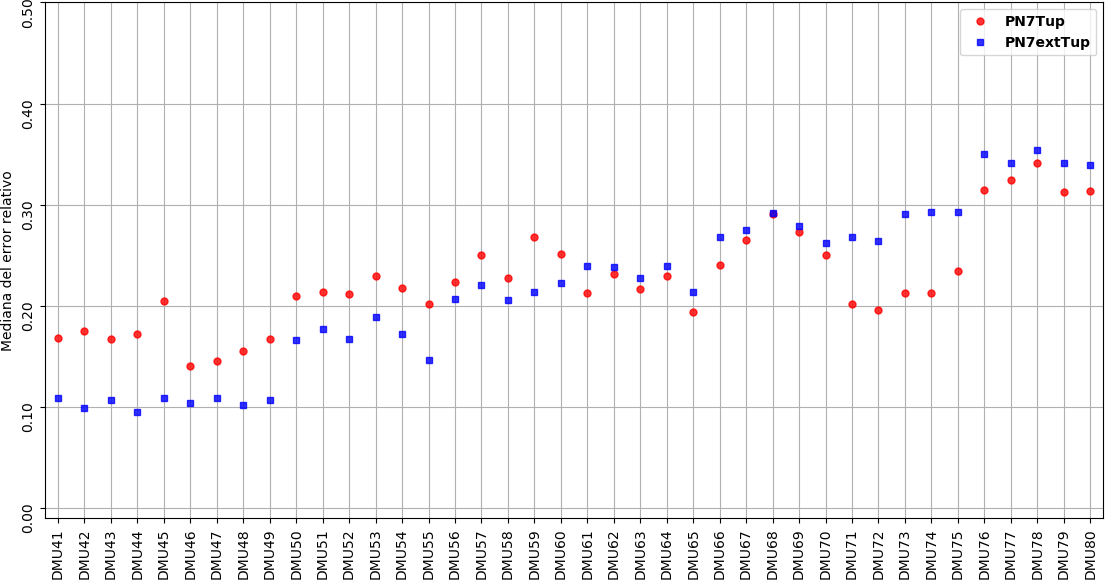 PN7Tup
PN7extTup
Mediana del error relativo
0.50
0.40
0.30
0.20
0.10
0.00
DMU41
DMU42
DMU43
DMU44
DMU45
DMU46
DMU47
DMU48
DMU49
DMU50
DMU51
DMU52
DMU53
DMU54
DMU55
DMU56
DMU57
DMU58
DMU59
DMU60
DMU61
DMU62
DMU63
DMU64
DMU65
DMU66
DMU67
DMU68
DMU69
DMU70
DMU71
DMU72
DMU73
DMU74
DMU75
DMU76
DMU77
DMU78
DMU79
DMU80